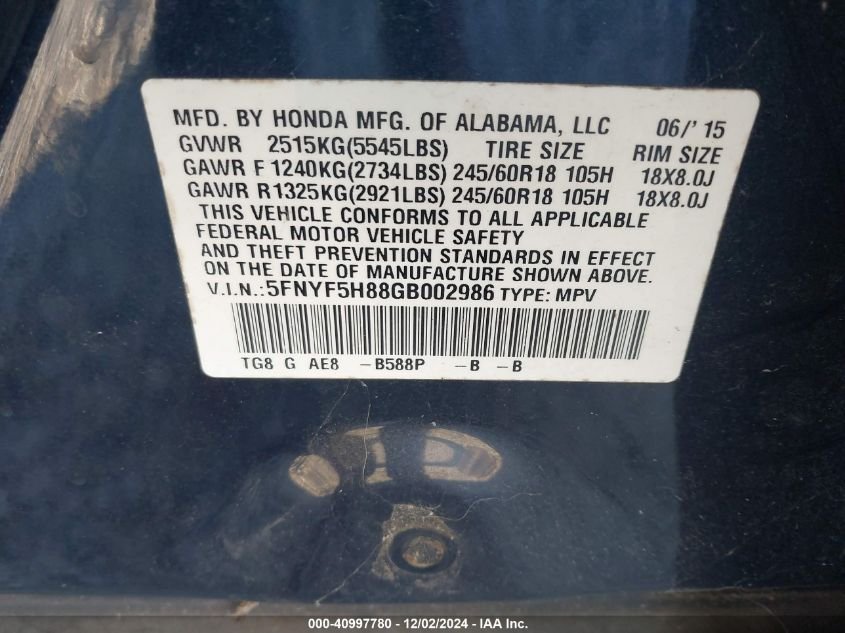 MFD. BY HONDA MFG. OF ALABAMA, LLC 06/' 15
GVWR 2515KG(5545LBS) TIRE SIZE RIM SIZE
GAWR F 1240KG(2734LBS) 245/60R18 105H 18X8.0J
GAWR R1325KG(2921LBS) 245/60R18 105H 18X8.0J
THIS VEHICLE CONFORMS TO ALL APPLICABLE
FEDERAL MOTOR VEHICLE SAFETY
AND THEFT PREVENTION STANDARDS IN EFFECT
ON THE DATE OF MANUFACTURE SHOWN ABOVE.
V.I.N.:5FNYF5H88GB002986 TYPE: MPV
TG8 G AE8 -B588P -B -B
000-40997780 - 12/02/2024 - IAA Inc.